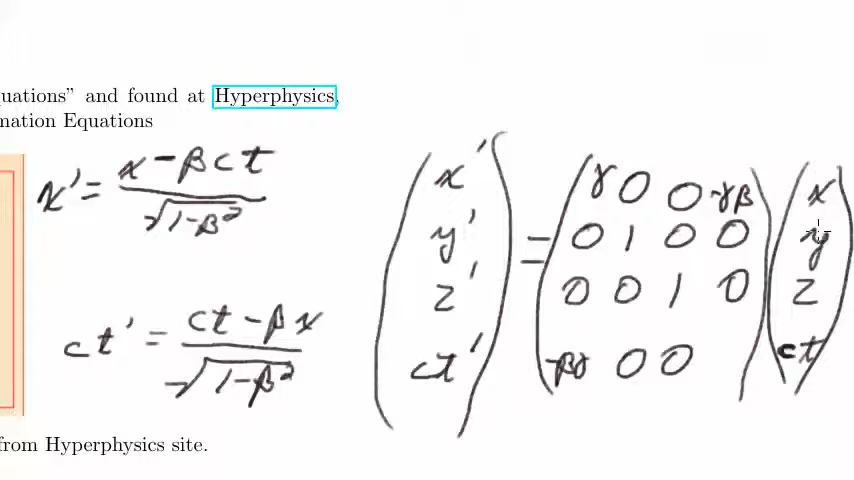 uations” and found at Hyperphysics,
mation Equations
x' = x - βct / √1-β²
ct' = ct - βx / √1-β²
(x' y' z' ct') = (γ 0 0 -γβ
0 1 0 0
0 0 1 0
-βγ 0 0) (x y z ct)
from Hyperphysics site.